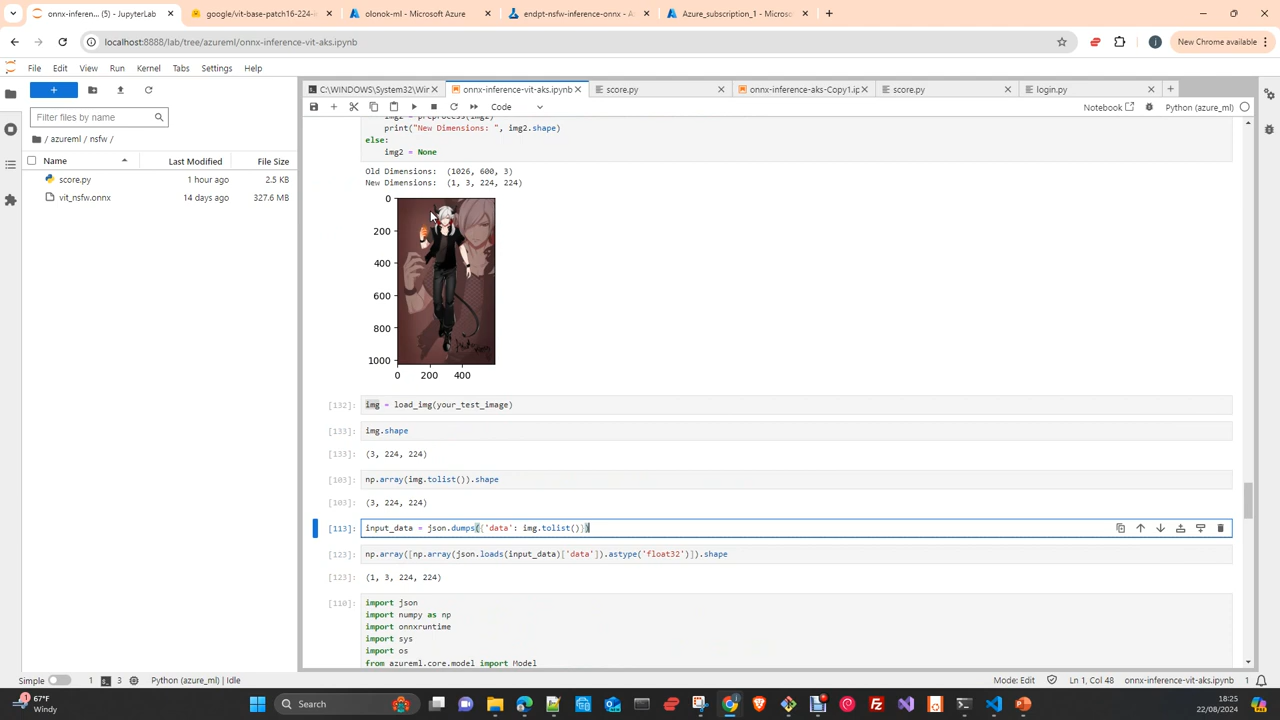 onnx-inferen… (5) - JupyterLab
google/vit-base-patch16-224-i
olonok-ml - Microsoft Azure
endpt-nsfw-inference-onnx - A
Azure_subscription_1 - Microso
localhost:8888/lab/tree/azureml/onnx-inference-vit-aks.ipynb
New Chrome available
File Edit View Run Kernel Tabs Settings Help
C:\WINDOWS\System32\Wir
onnx-inference-vit-aks.ipynb
score.py
onnx-inference-aks-Copy1.ip
score.py
login.py
Code
Notebook
Python (azure_ml)
Filter files by name
/ azureml / nsfw /
Name Last Modified File Size
score.py 1 hour ago 2.5 KB
vit_nsfw.onnx 14 days ago 327.6 MB
img2 = preprocess(img2)
print("New Dimensions: ", img2.shape)
else:
img2 = None
Old Dimensions: (1026, 600, 3)
New Dimensions: (1, 3, 224, 224)
0
200
400
600
800
1000
0 200 400
[132]: img = load_img(your_test_image)
[133]: img.shape
[133]: (3, 224, 224)
[103]: np.array(img.tolist()).shape
[103]: (3, 224, 224)
[113]: input_data = json.dumps({'data': img.tolist()})
[123]: np.array([np.array(json.loads(input_data)['data']).astype('float32')]).shape
[123]: (1, 3, 224, 224)
[110]: import json
import numpy as np
import onnxruntime
import sys
import os
from azureml.core.model import Model
Simple 1 3 Python (azure_ml) | Idle
Mode: Edit Ln 1, Col 48 onnx-inference-vit-aks.ipynb 1
67°F
Windy
Search
18:25
22/08/2024